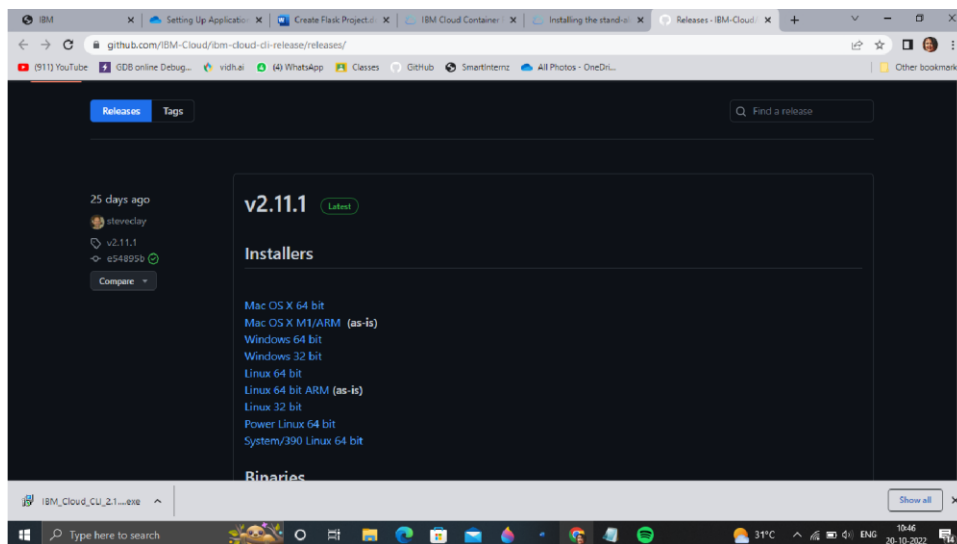 IBM
Setting Up Applicatio
Create Flask Project.d
IBM Cloud Container
Installing the stand-al
Releases · IBM-Cloud/
github.com/IBM-Cloud/ibm-cloud-cli-release/releases/
(911) YouTube
GDB online Debug...
vidh.ai
(4) WhatsApp
Classes
GitHub
Smartinternz
All Photos - OneDri...
Other bookmark
Releases
Tags
Find a release
25 days ago
steveclay
v2.11.1
e54895b
Compare
v2.11.1 Latest
Installers
Mac OS X 64 bit
Mac OS X M1/ARM (as-is)
Windows 64 bit
Windows 32 bit
Linux 64 bit
Linux 64 bit ARM (as-is)
Linux 32 bit
Power Linux 64 bit
System/390 Linux 64 bit
Binaries
IBM_Cloud_CLI_2.1....exe
Show all
Type here to search
31°C
ENG
10:46
20-10-2022